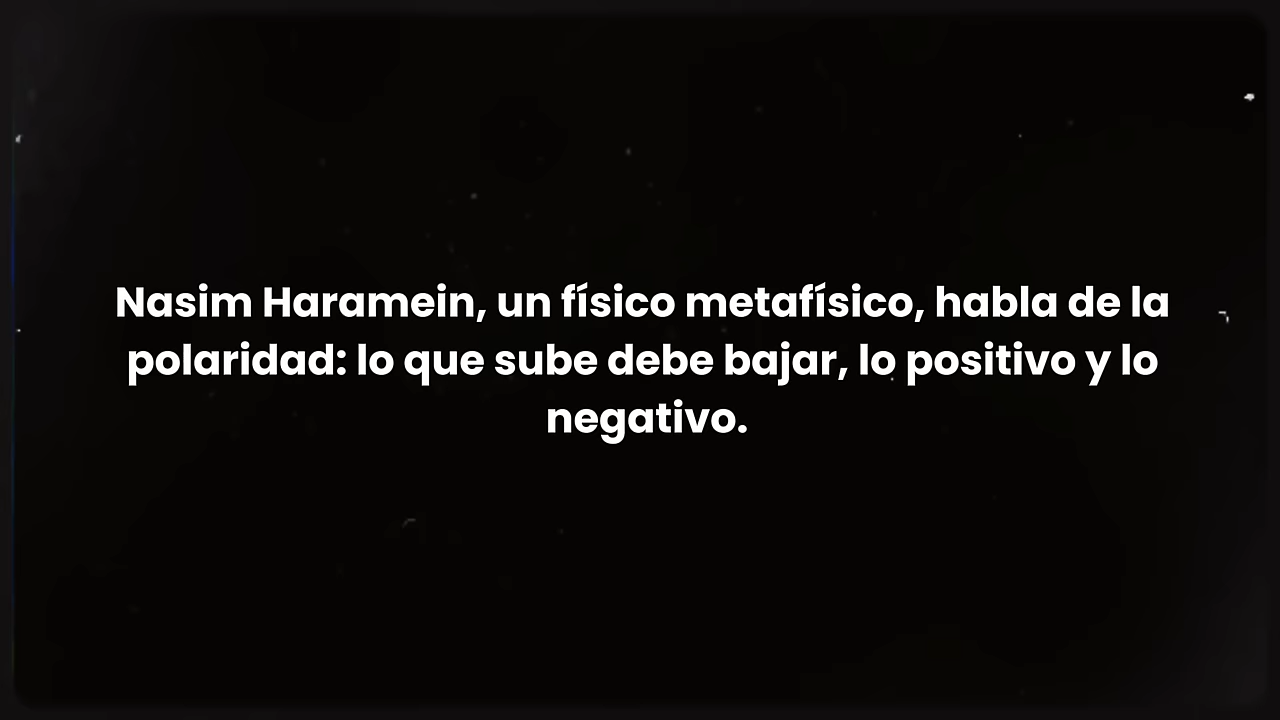 Nasim Haramein, un físico metafísico, habla de la
polaridad: lo que sube debe bajar, lo positivo y lo
negativo.